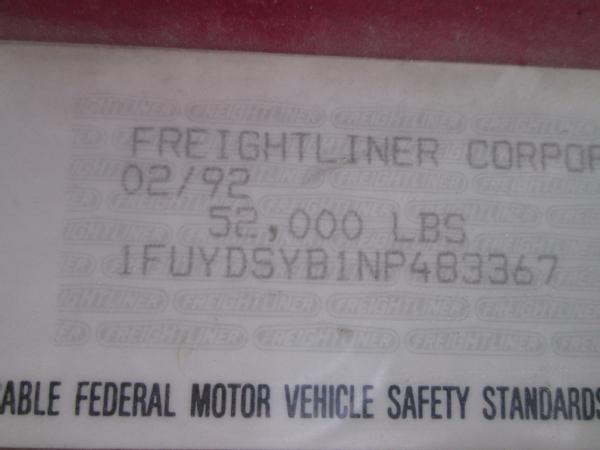 FREIGHTLINER CORPOR
02/92
52,000 LBS
1FUYDSYB1NP483367
ABLE FEDERAL MOTOR VEHICLE SAFETY STANDARDS